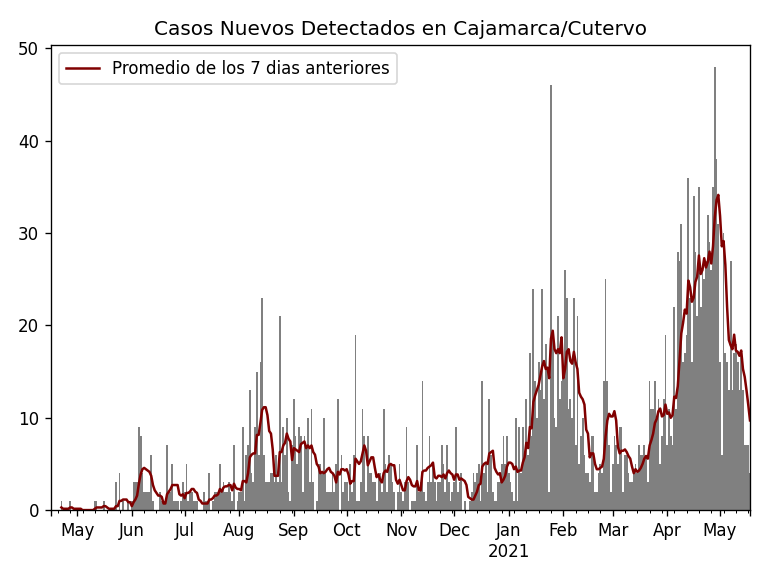 Casos Nuevos Detectados en Cajamarca/Cutervo
Promedio de los 7 dias anteriores
50
40
30
20
10
0
May Jun Jul Aug Sep Oct Nov Dec Jan Feb Mar Apr May
2021